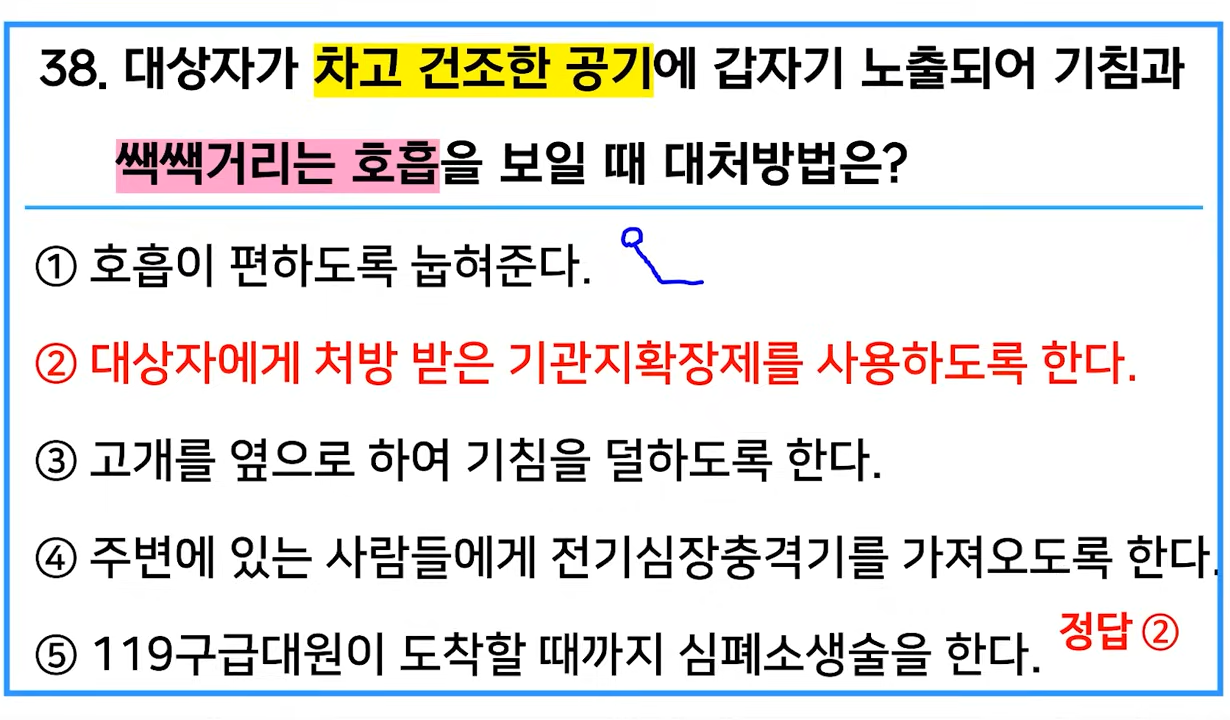 38. 대상자가 차고 건조한 공기에 갑자기 노출되어 기침과
쌕쌕거리는 호흡을 보일 때 대처방법은?
① 호흡이 편하도록 눕혀준다.
② 대상자에게 처방 받은 기관지확장제를 사용하도록 한다.
③ 고개를 옆으로 하여 기침을 덜하도록 한다.
④ 주변에 있는 사람들에게 전기심장충격기를 가져오도록 한다.
⑤ 119구급대원이 도착할 때까지 심폐소생술을 한다.
정답 ②